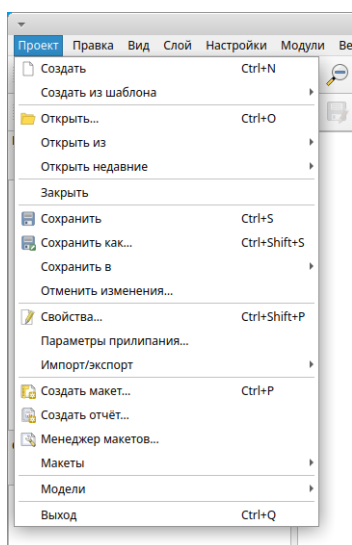 Проект Правка Вид Слой Настройки Модули Ве
Создать Ctrl+N
Создать из шаблона
Открыть... Ctrl+O
Открыть из
Открыть недавние
Закрыть
Сохранить Ctrl+S
Сохранить как... Ctrl+Shift+S
Сохранить в
Отменить изменения...
Свойства... Ctrl+Shift+P
Параметры прилипания...
Импорт/экспорт
Создать макет... Ctrl+P
Создать отчёт...
Менеджер макетов...
Макеты
Модели
Выход Ctrl+Q